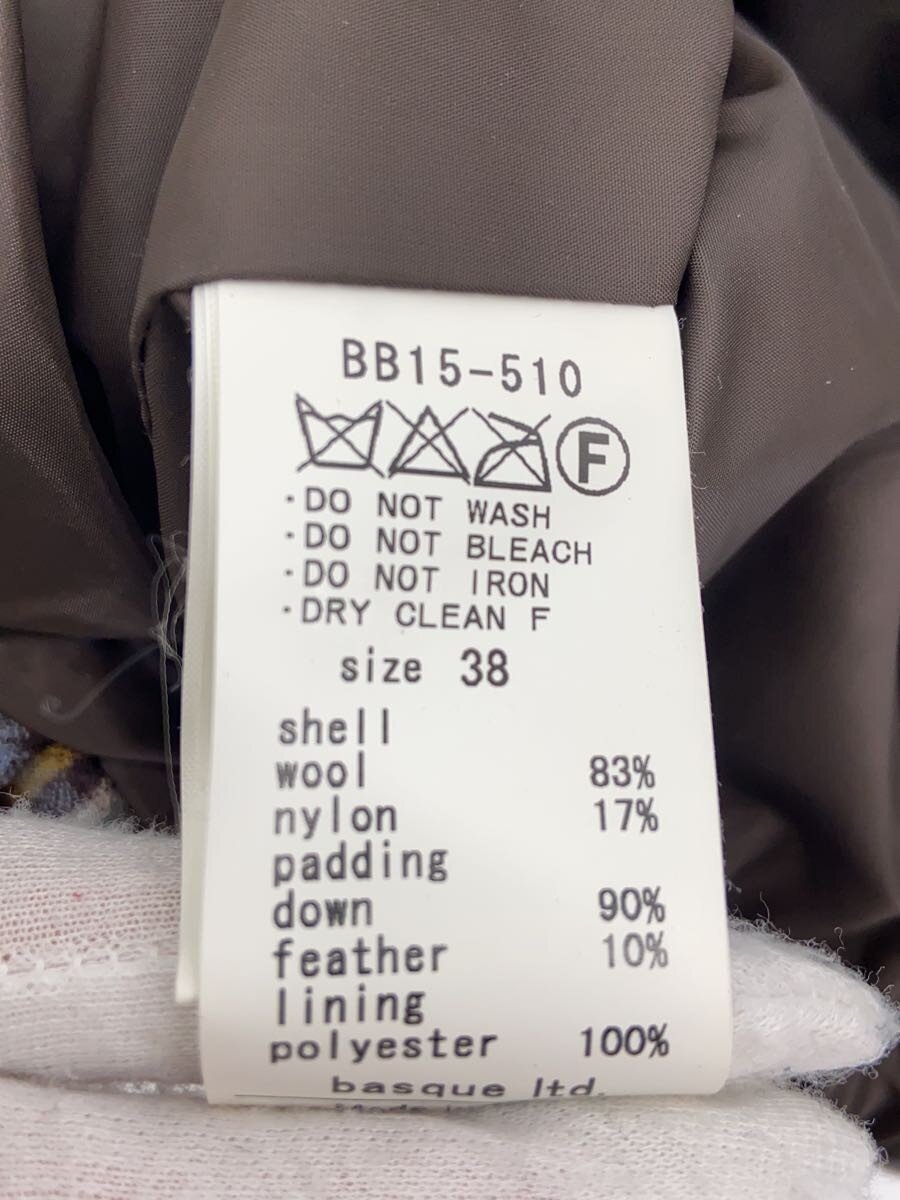 BB15-510
F
·DO NOT WASH
·DO NOT BLEACH
·DO NOT IRON
·DRY CLEAN F
size 38
shell
wool 83%
nylon 17%
padding
down 90%
feather 10%
lining
polyester 100%
basque ltd.